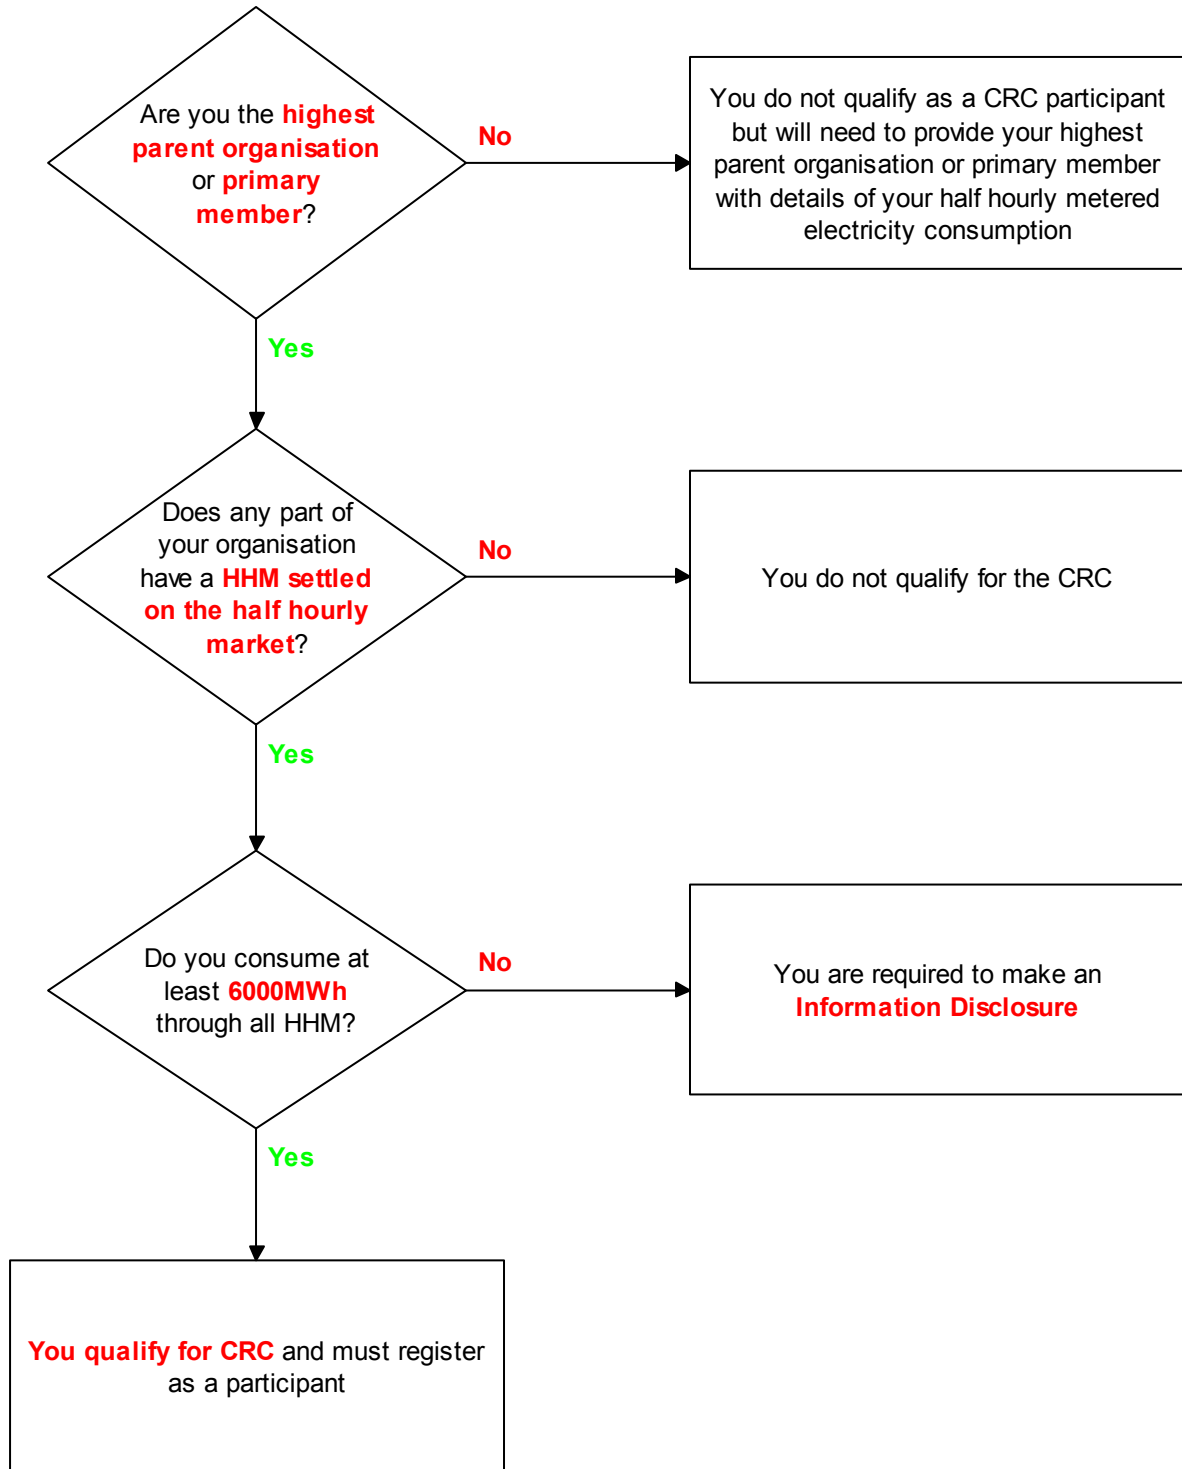 Are you the highest
parent organisation
or primary
member?
No
You do not qualify as a CRC participant
but will need to provide your highest
parent organisation or primary member
with details of your half hourly metered
electricity consumption
Yes
Does any part of
your organisation
have a HHM settled
on the half hourly
market?
No
You do not qualify for the CRC
Yes
Do you consume at
least 6000MWh
through all HHM?
No
You are required to make an
Information Disclosure
Yes
You qualify for CRC and must register
as a participant